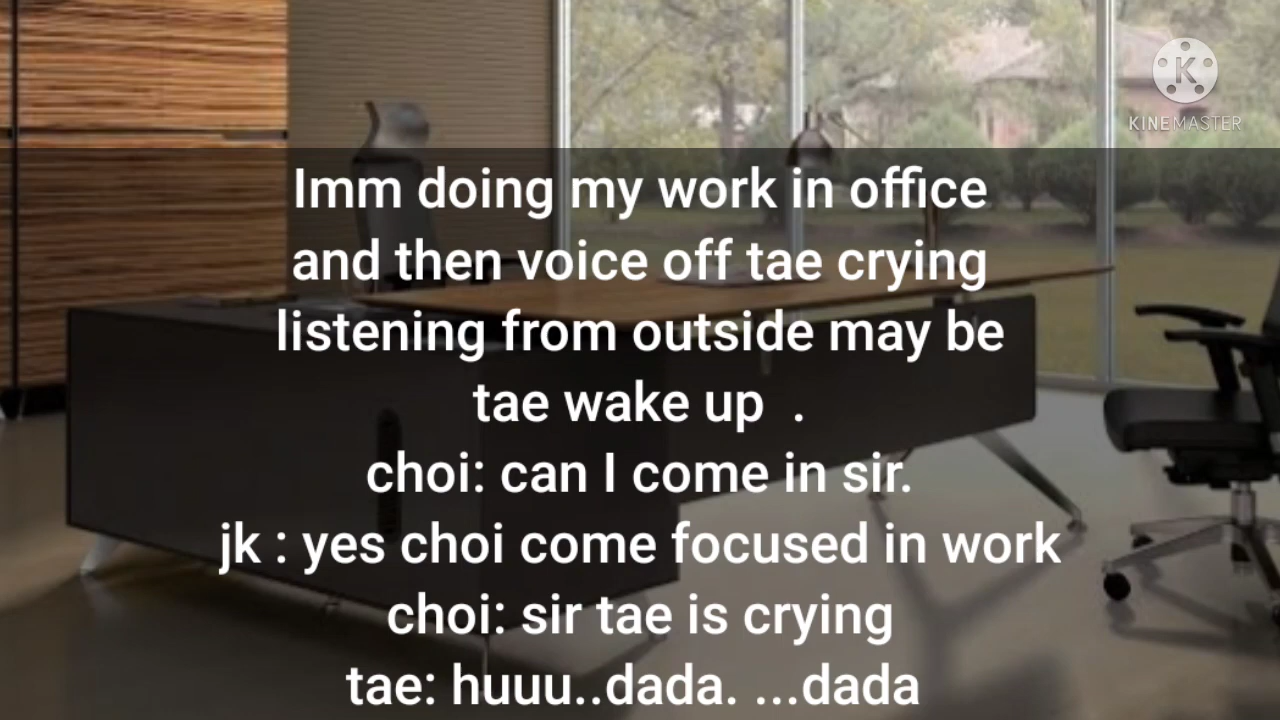 KINEMASTER
Imm doing my work in office
and then voice off tae crying
listening from outside may be
tae wake up .
choi: can I come in sir.
jk : yes choi come focused in work
choi: sir tae is crying
tae: huuu..dada. ...dada